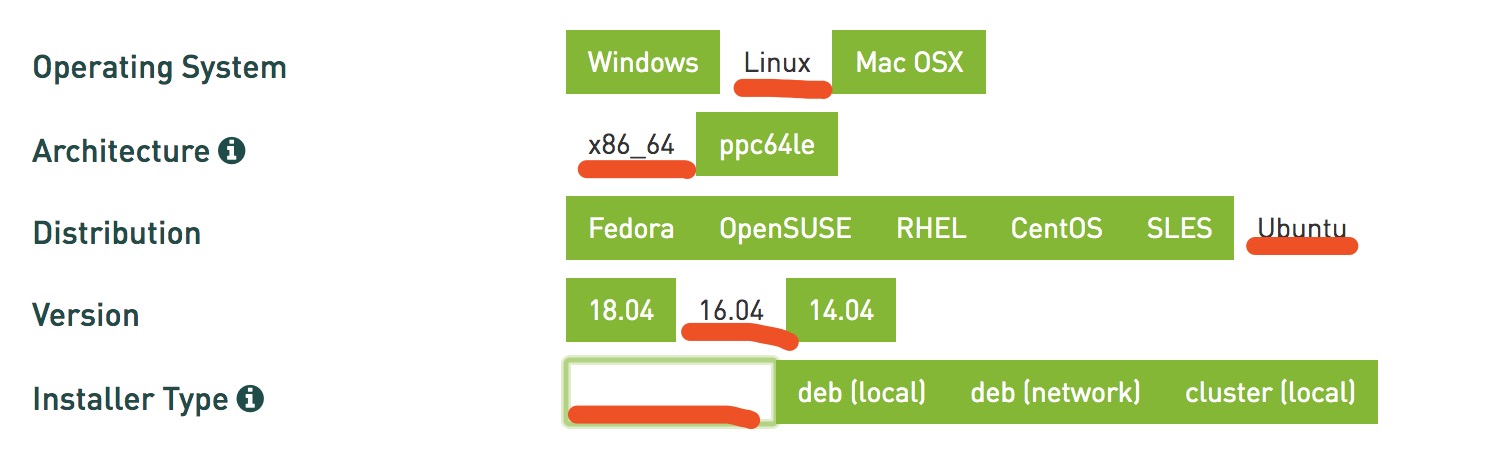 Operating System Windows Linux Mac OSX
Architecture x86_64 ppc64le
Distribution Fedora OpenSUSE RHEL CentOS SLES Ubuntu
Version 18.04 16.04 14.04
Installer Type deb (local) deb (network) cluster (local)